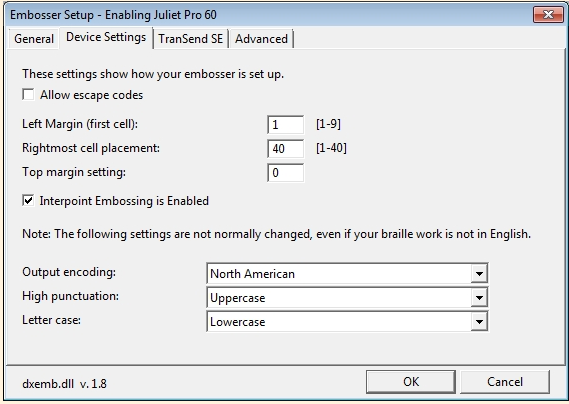 Embosser Setup - Enabling Juliet Pro 60
General Device Settings TranSend SE Advanced
These settings show how your embosser is set up.
Allow escape codes
Left Margin (first cell): 1 [1-9]
Rightmost cell placement: 40 [1-40]
Top margin setting: 0
Interpoint Embossing is Enabled
Note: The following settings are not normally changed, even if your braille work is not in English.
Output encoding: North American
High punctuation: Uppercase
Letter case: Lowercase
dxemb.dll v. 1.8 OK Cancel